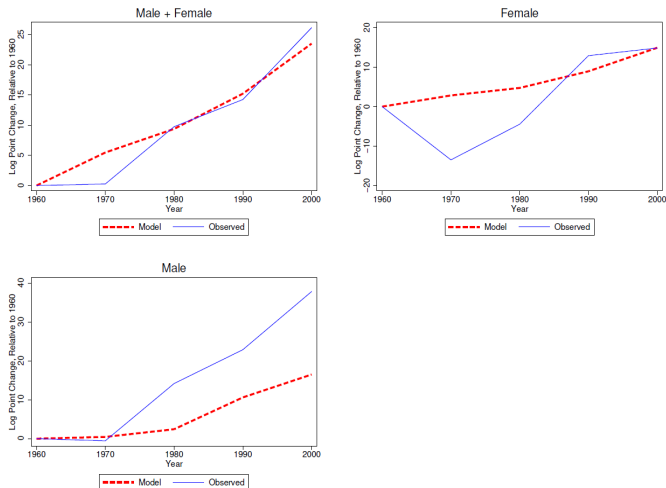 Male + Female
Log Point Change, Relative to 1960
25
20
15
10
5
0
1960 1970 1980 1990 2000
Year
Model Observed
Female
Log Point Change, Relative to 1960
20
10
0
−10
−20
1960 1970 1980 1990 2000
Year
Model Observed
Male
Log Point Change, Relative to 1960
40
30
20
10
0
1960 1970 1980 1990 2000
Year
Model Observed